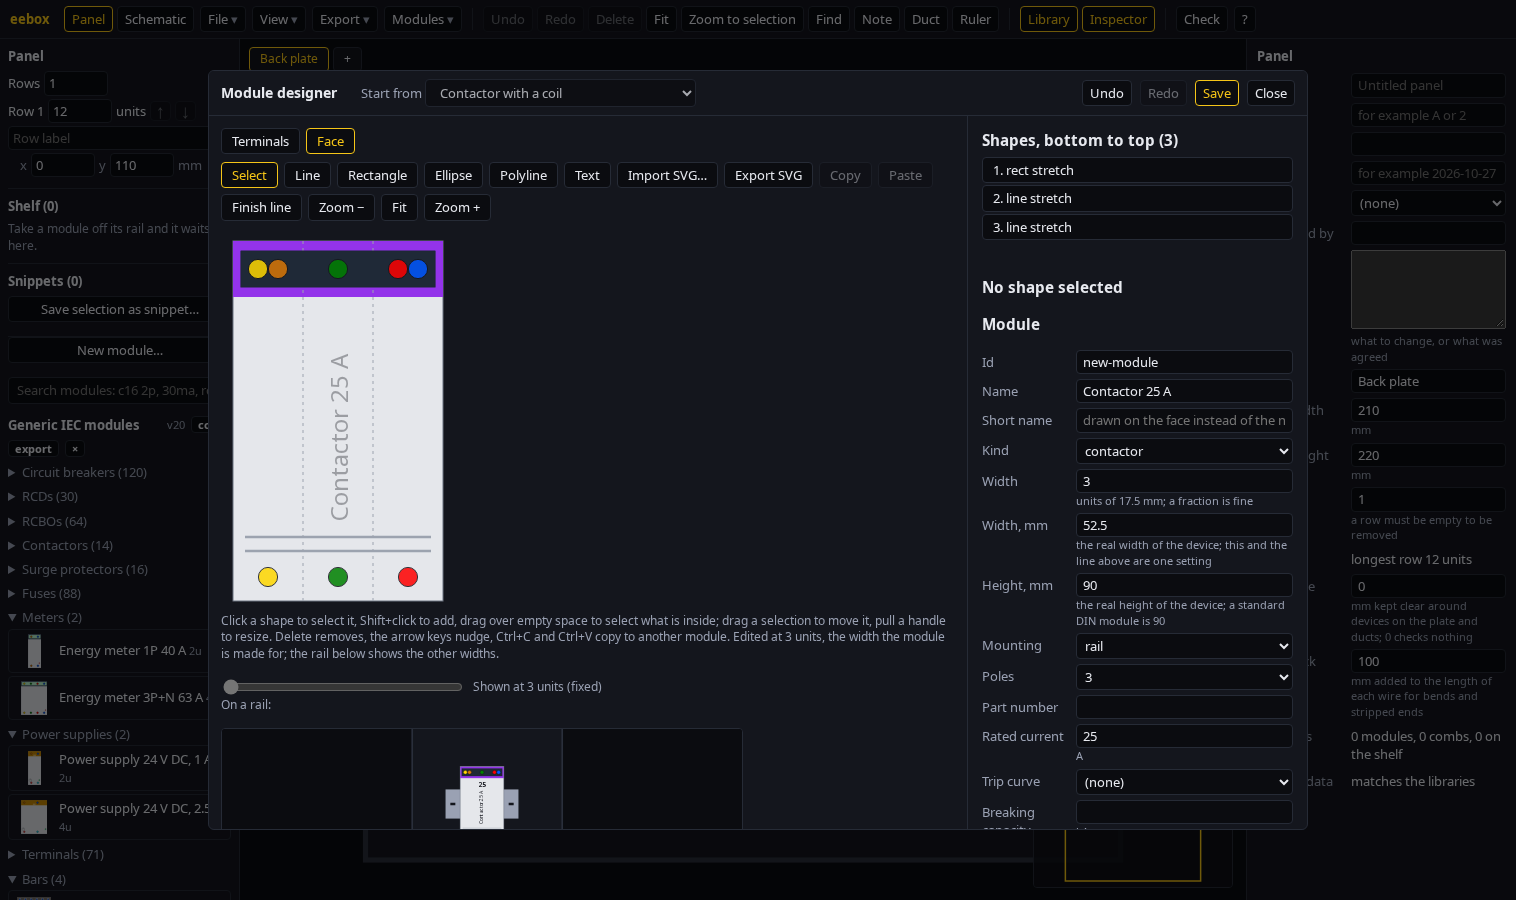 eebox Panel Schematic File ▾ View ▾ Export ▾ Modules ▾ Undo Redo Delete Fit Zoom to selection Find Note Duct Ruler Library Inspector Check ?
Panel
Rows 1
Row 1 12 units ↑ ↓
Row label
x 0 y 110 mm
Shelf (0)
Take a module off its rail and it waits
here.
Snippets (0)
Save selection as snippet...
New module...
Search modules: c16 2p, 30ma, r
Generic IEC modules v20
export ×
Circuit breakers (120)
RCDs (30)
RCBOs (64)
Contactors (14)
Surge protectors (16)
Fuses (88)
Meters (2)
Energy meter 1P 40 A 2u
Energy meter 3P+N 63 A
Power supplies (2)
Power supply 24 V DC, 1
2u
Power supply 24 V DC, 2.5
4u
Terminals (71)
Bars (4)
Back plate +
Module designer Start from Contactor with a coil Undo Redo Save Close
Terminals Face
Select Line Rectangle Ellipse Polyline Text Import SVG... Export SVG Copy Paste
Finish line Zoom − Fit Zoom +
Contactor 25 A
Click a shape to select it, Shift+click to add, drag over empty space to select what is inside; drag a selection to move it, pull a handle
to resize. Delete removes, the arrow keys nudge, Ctrl+C and Ctrl+V copy to another module. Edited at 3 units, the width the module
is made for; the rail below shows the other widths.
Shown at 3 units (fixed)
On a rail:
25
Contactor 25 A
Shapes, bottom to top (3)
1. rect stretch
2. line stretch
3. line stretch
No shape selected
Module
Id new-module
Name Contactor 25 A
Short name drawn on the face instead of the n
Kind contactor
Width 3
units of 17.5 mm; a fraction is fine
Width, mm 52.5
the real width of the device; this and the
line above are one setting
Height, mm 90
the real height of the device; a standard
DIN module is 90
Mounting rail
Poles 3
Part number
Rated current 25
A
Trip curve (none)
Breaking
capacity
Panel
Untitled panel
for example A or 2
for example 2026-10-27
(none)
d by
what to change, or what was
agreed
Back plate
210
mm
220
mm
1
a row must be empty to be
removed
longest row 12 units
0
mm kept clear around
devices on the plate and
ducts; 0 checks nothing
100
mm added to the length of
each wire for bends and
stripped ends
0 modules, 0 combs, 0 on
the shelf
data matches the libraries